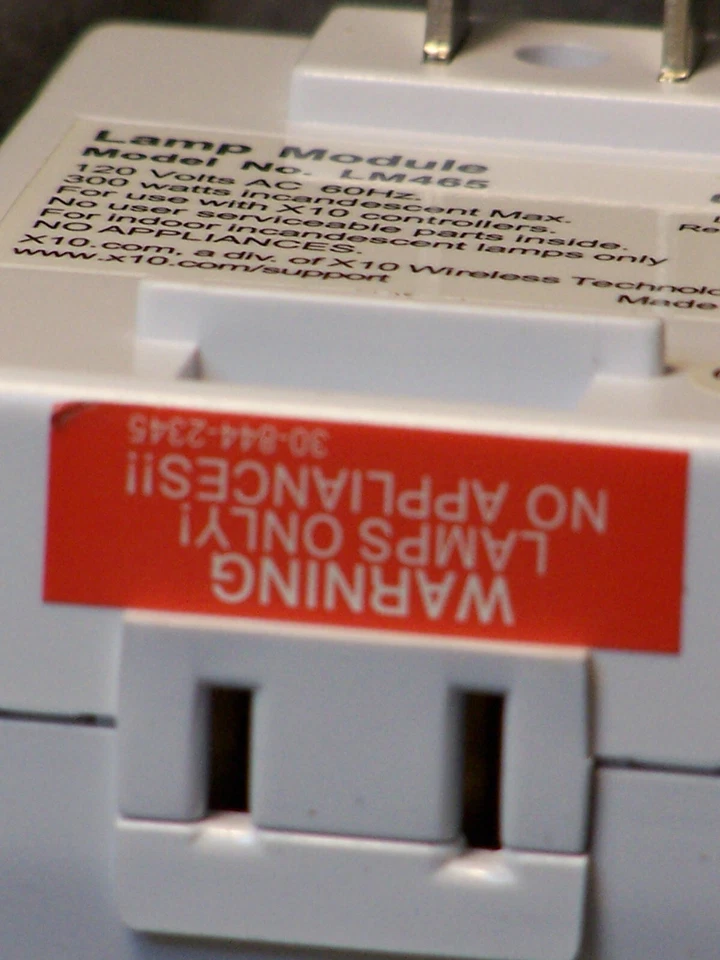 Lamp Module
Model No. LM465
120 Volts AC 60Hz.
300 watts incandescent Max.
For use with X10 controllers.
No user serviceable parts inside.
For indoor incandescent lamps only
NO APPLIANCES.
X10.com, a div. of X10 Wireless
www.x10.com/support
Made
WARNING
LAMPS ONLY!
NO APPLIANCES!!
30-844-2345